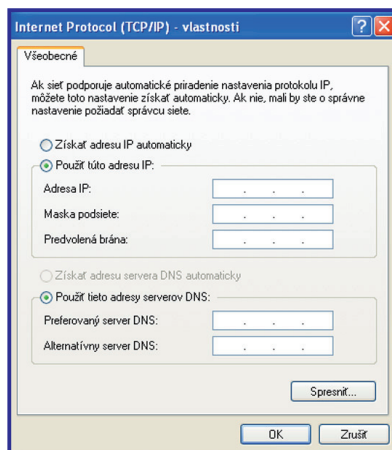 Internet Protocol (TCP/IP) - vlastnosti
Všeobecné
Ak sieť podporuje automatické priradenie nastavenia protokolu IP,
môžete toto nastavenie získať automaticky. Ak nie, mali by ste o správne
nastavenie požiadať správcu siete.
Získať adresu IP automaticky
Použiť túto adresu IP:
Adresa IP:
Maska podsiete:
Predvolená brána:
Získať adresu servera DNS automaticky
Použiť tieto adresy serverov DNS:
Preferovaný server DNS:
Alternatívny server DNS:
Spresniť...
OK Zrušiť